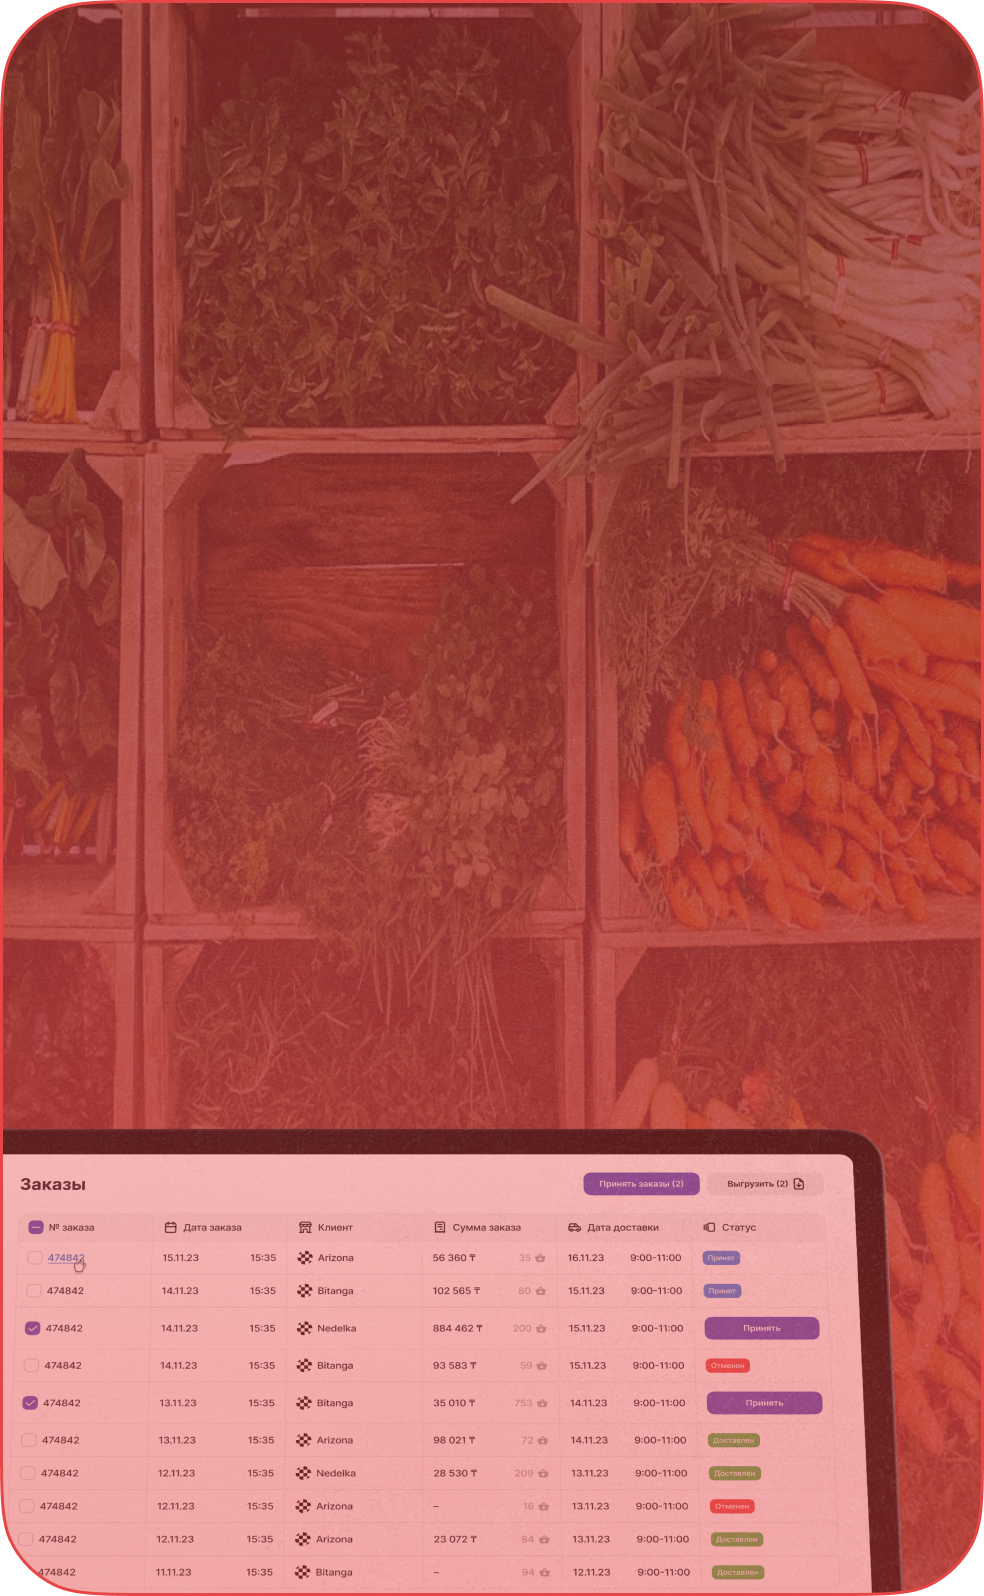 Заказы
Принять заказы (2) Выгрузить (2)
№ заказа Дата заказа Клиент Сумма заказа Дата доставки Статус
474842 15.11.23 15:35 Arizona 56 360 ₸ 35 16.11.23 9:00-11:00 Принят
474842 14.11.23 15:35 Bitanga 102 565 ₸ 80 15.11.23 9:00-11:00 Принят
474842 14.11.23 15:35 Nedelka 884 462 ₸ 200 15.11.23 9:00-11:00 Принять
474842 14.11.23 15:35 Bitanga 93 583 ₸ 59 15.11.23 9:00-11:00 Отменен
474842 13.11.23 15:35 Bitanga 35 010 ₸ 753 14.11.23 9:00-11:00 Принять
474842 13.11.23 15:35 Arizona 98 021 ₸ 72 14.11.23 9:00-11:00 Доставлен
474842 12.11.23 15:35 Nedelka 28 530 ₸ 209 13.11.23 9:00-11:00 Доставлен
474842 12.11.23 15:35 Arizona – 16 13.11.23 9:00-11:00 Отменен
474842 12.11.23 15:35 Arizona 23 072 ₸ 84 13.11.23 9:00-11:00 Доставлен
474842 11.11.23 15:35 Bitanga – 94 12.11.23 9:00-11:00 Доставлен